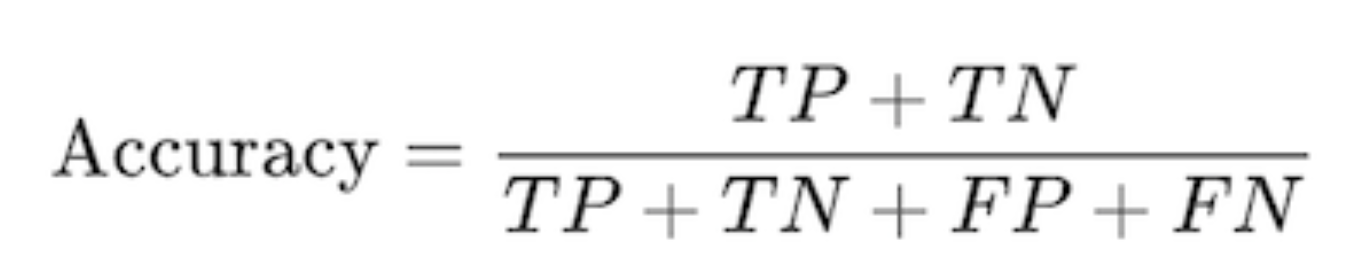 Accuracy = TP + TN
TP + TN + FP + FN